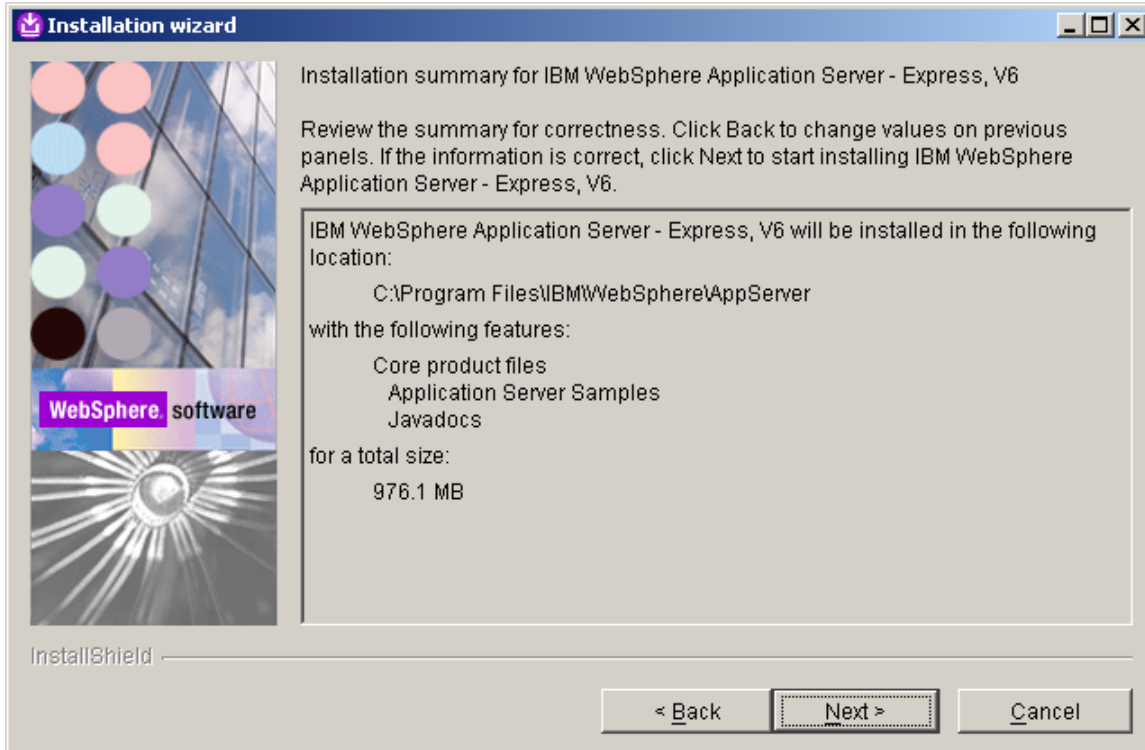 Installation wizard
Installation summary for IBM WebSphere Application Server - Express, V6
Review the summary for correctness. Click Back to change values on previous
panels. If the information is correct, click Next to start installing IBM WebSphere
Application Server - Express, V6.
IBM WebSphere Application Server - Express, V6 will be installed in the following
location:
C:\Program Files\IBM\WebSphere\AppServer
with the following features:
Core product files
Application Server Samples
Javadocs
for a total size:
976.1 MB
WebSphere. software
InstallShield
< Back
Next >
Cancel